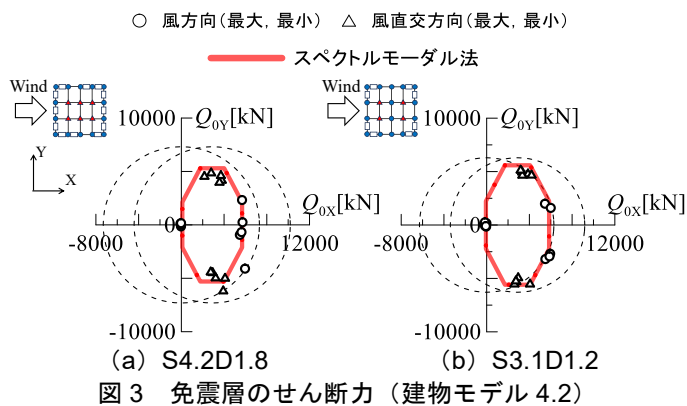 ○ 風方向（最大，最小） △ 風直交方向（最大，最小）
スペクトルモーダル法
Wind
Y
X
10000
Q0Y[kN]
Q0X[kN]
-8000
0
12000
-10000
Wind
10000
Q0Y[kN]
Q0X[kN]
-8000
0
12000
-10000
（a）S4.2D1.8
（b）S3.1D1.2
図 3　免震層のせん断力（建物モデル 4.2）